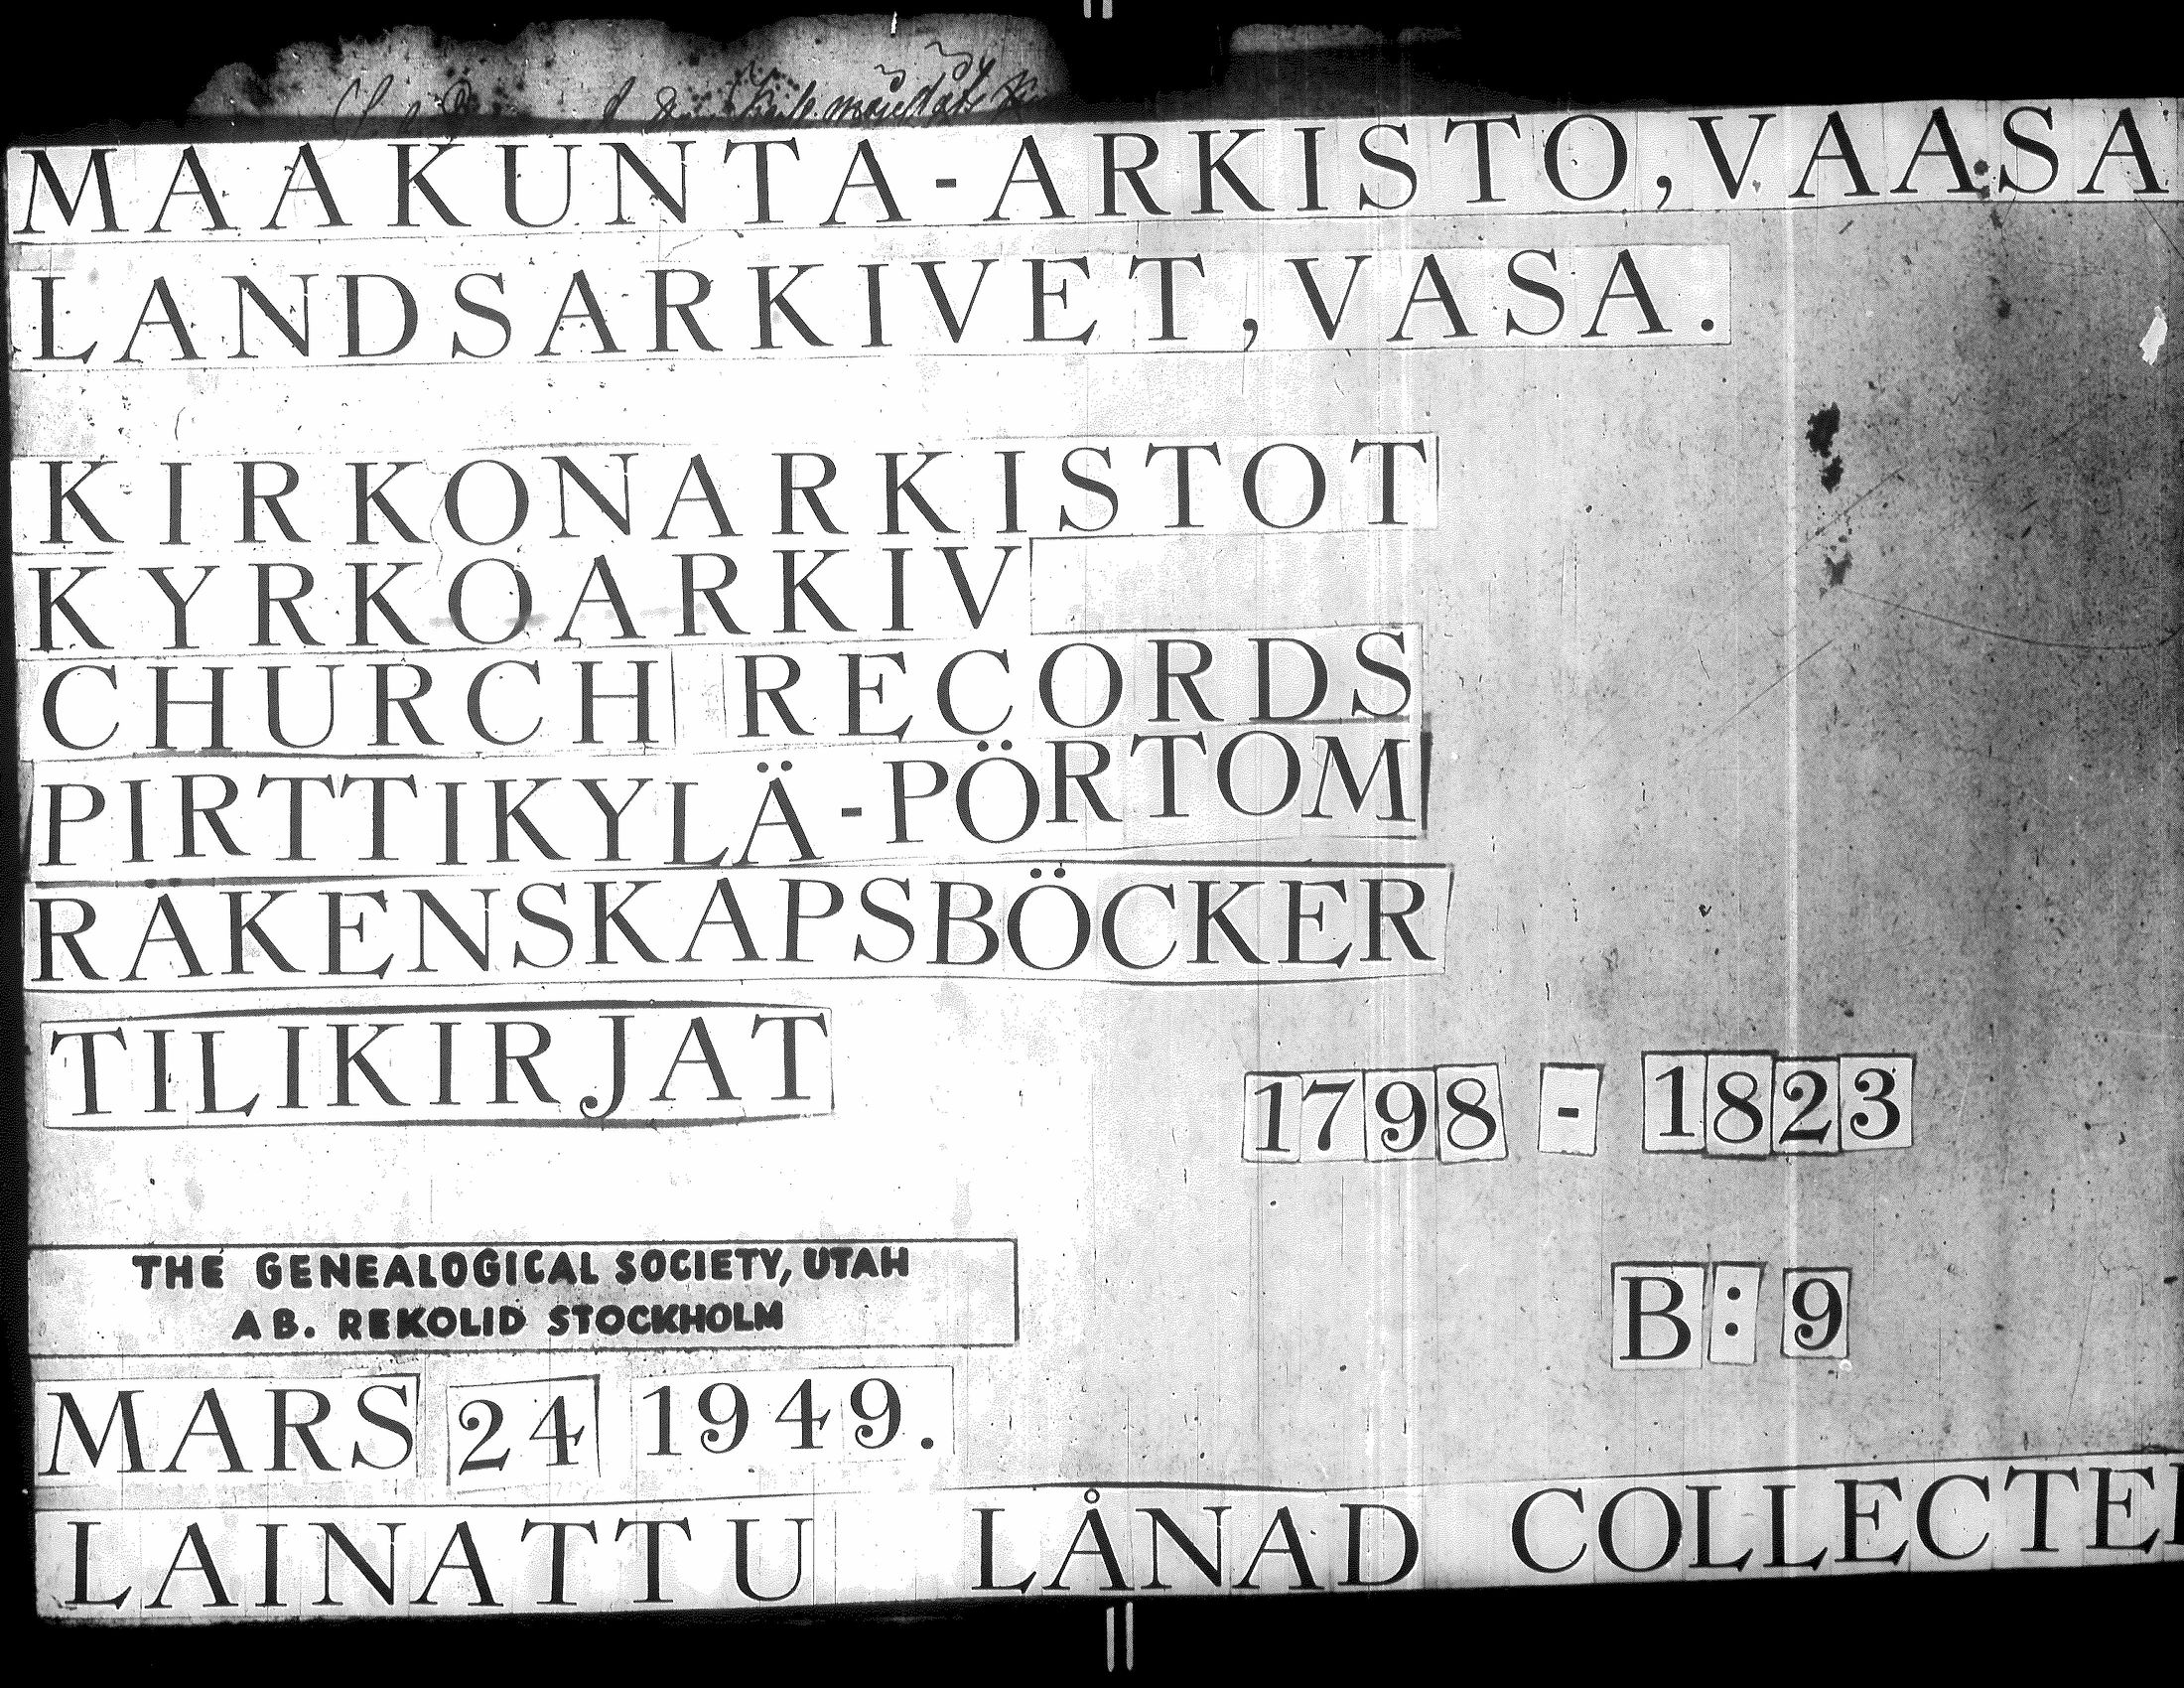 MAAKUNTA-ARKISTO, VAASA
LANDSARKIVET, VASA.
KIRKONARKISTOT
KYRKOARKIV
CHURCH RECORDS
PIRTTIKYLÄ-PÖRTOM
RÄKENSKAPSBÖCKER
TILIKIRJAT
1798 - 1823
THE GENEALOGICAL SOCIETY, UTAH
AB. REKOLID STOCKHOLM
B:9
MARS 24 1949.
LAINATTU LÅNAD COLLECTE